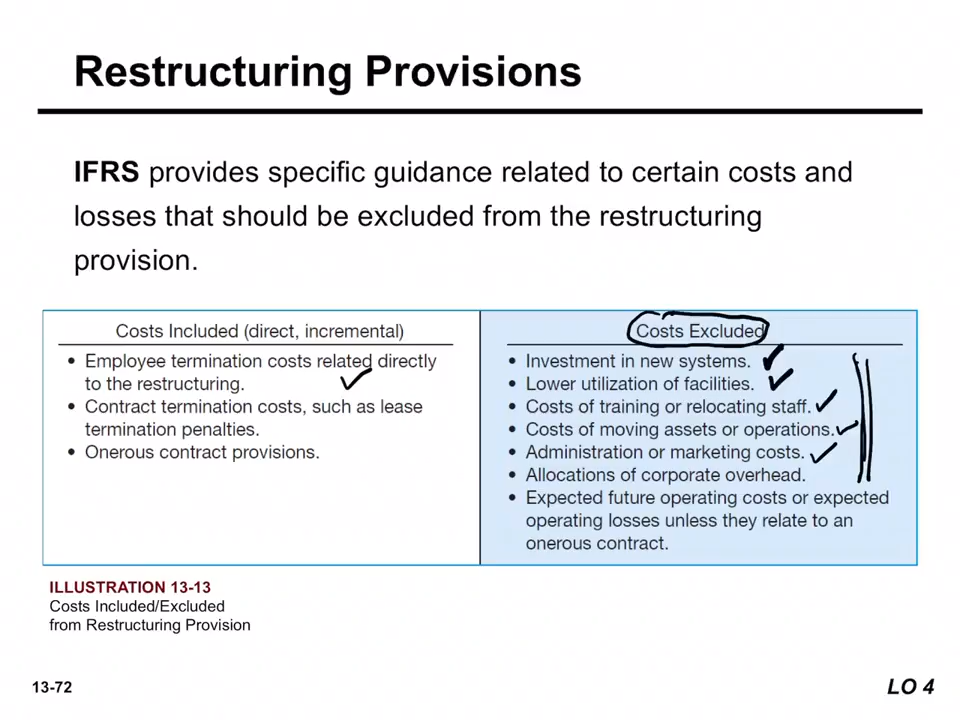 Restructuring Provisions
IFRS provides specific guidance related to certain costs and
losses that should be excluded from the restructuring
provision.
Costs Included (direct, incremental)
• Employee termination costs related directly
to the restructuring.
• Contract termination costs, such as lease
termination penalties.
• Onerous contract provisions.
Costs Excluded
• Investment in new systems.
• Lower utilization of facilities.
• Costs of training or relocating staff.
• Costs of moving assets or operations.
• Administration or marketing costs.
• Allocations of corporate overhead.
• Expected future operating costs or expected
operating losses unless they relate to an
onerous contract.
ILLUSTRATION 13-13
Costs Included/Excluded
from Restructuring Provision
13-72
LO 4